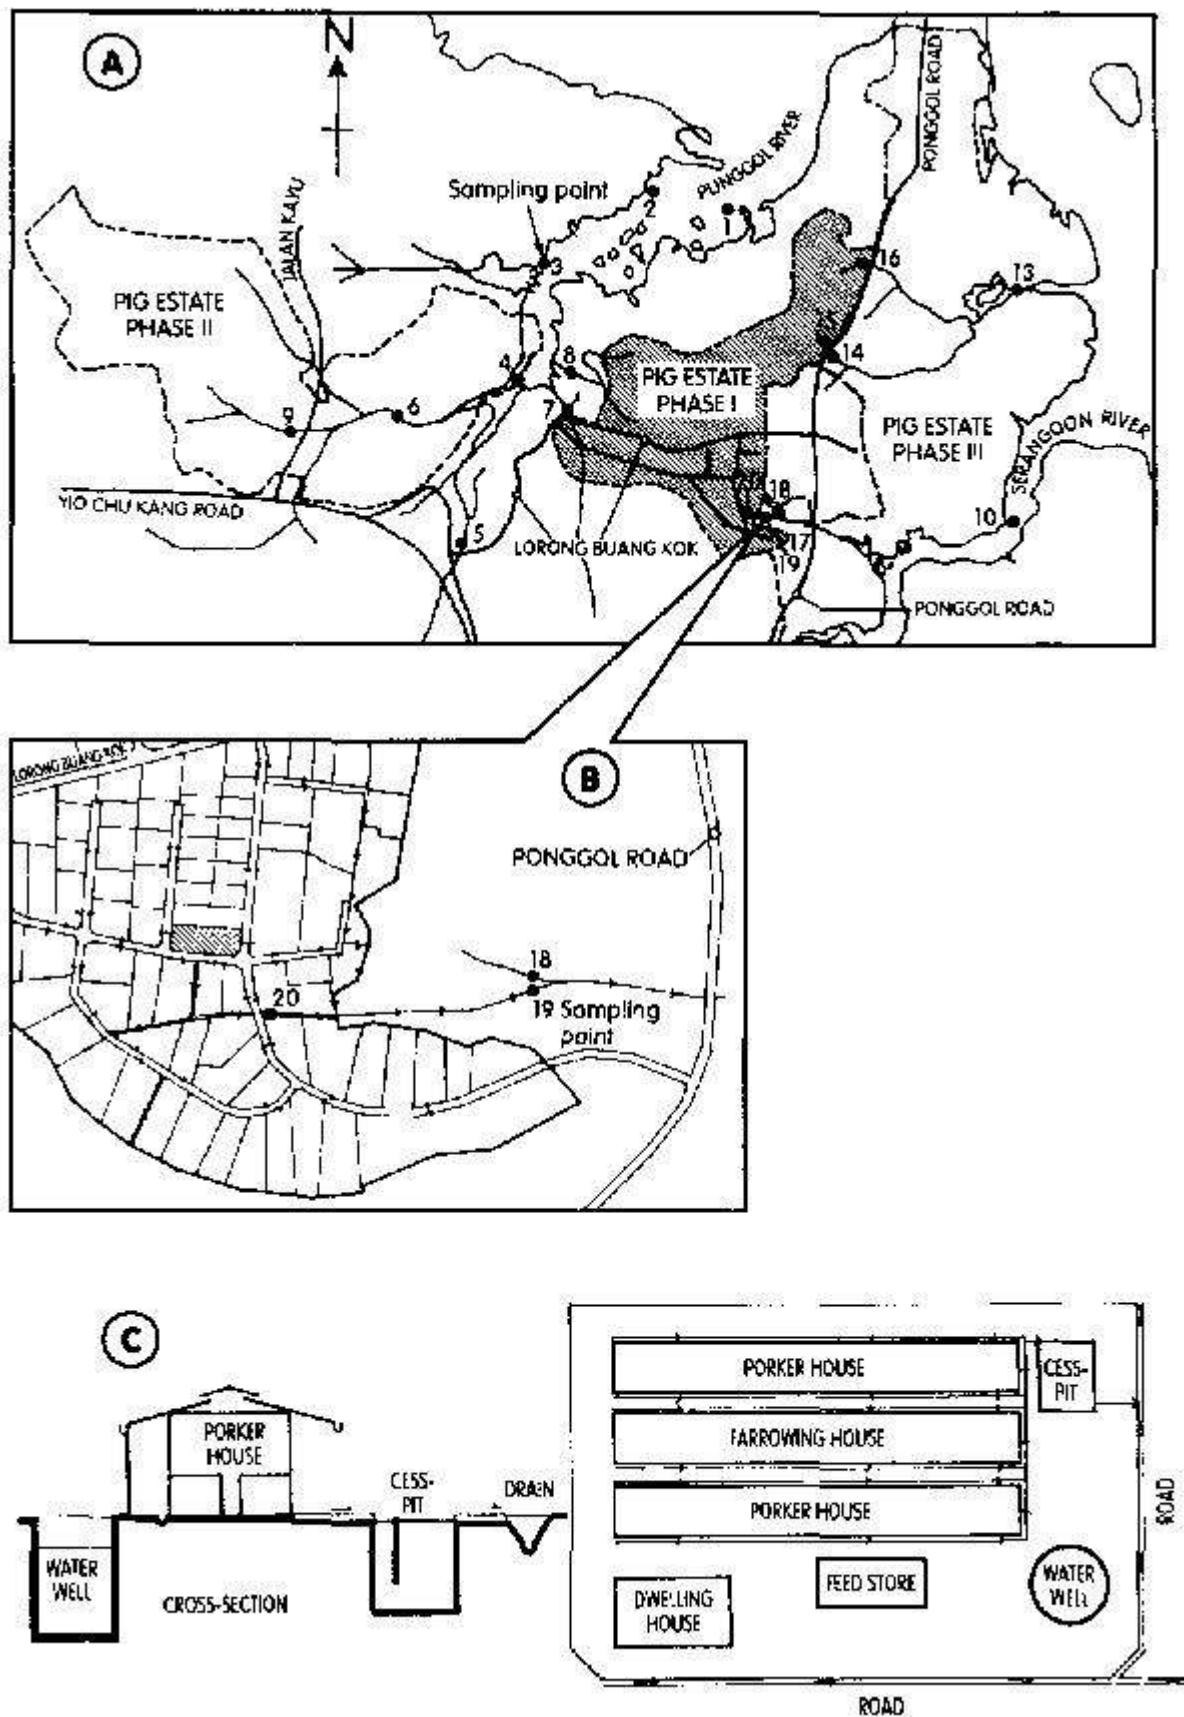 A
N
PONGGOL ROAD
PUNGGOL RIVER
Sampling point
JALAN KAYU
2
1
3
16
13
PIG ESTATE
PHASE II
15
14
4
8
PIG ESTATE
PHASE I
6
7
9
PIG ESTATE
PHASE III
SERANGOON RIVER
YIO CHU KANG ROAD
18
10
5
LORONG BUANG KOK
17
19
PONGGOL ROAD
B
LORONG BUANG KOK
PONGGOL ROAD
18
20
19 Sampling
point
C
PORKER
HOUSE
CESS-
PIT
DRAIN
WATER
WELL
CROSS-SECTION
PORKER HOUSE
CESS-
PIT
FARROWING HOUSE
PORKER HOUSE
ROAD
DWELLING
HOUSE
FEED STORE
WATER
WELL
ROAD